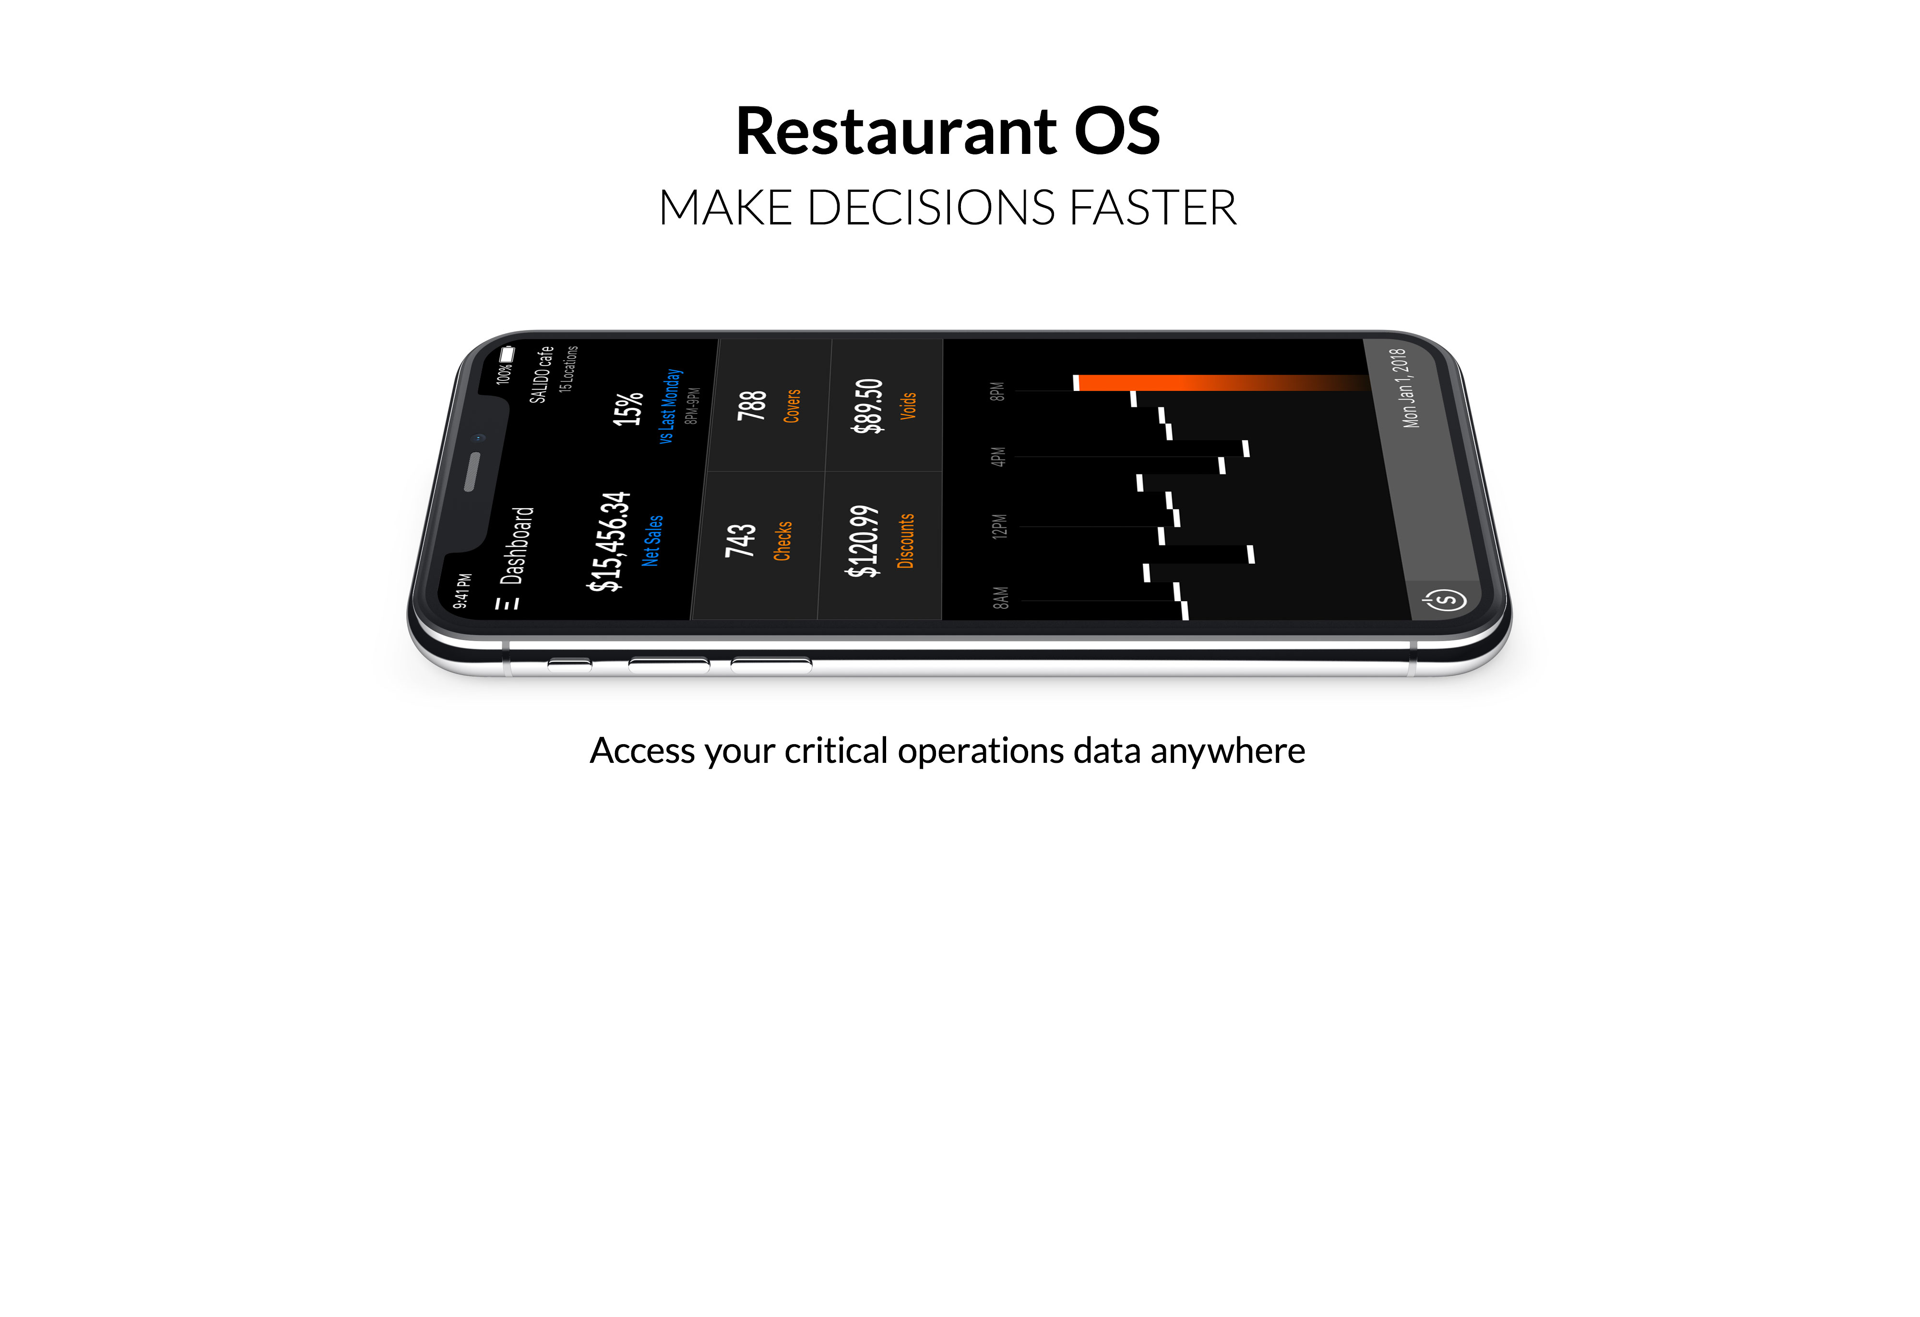 Restaurant OS
MAKE DECISIONS FASTER
9:41 PM
100%
Dashboard
SALIDO cafe
15 Locations
$15,456.34
Net Sales
15%
vs Last Monday
8PM-9PM
743
Checks
788
Covers
$120.99
Discounts
$89.50
Voids
8AM
12PM
4PM
8PM
S
Mon Jan 1, 2018
Access your critical operations data anywhere